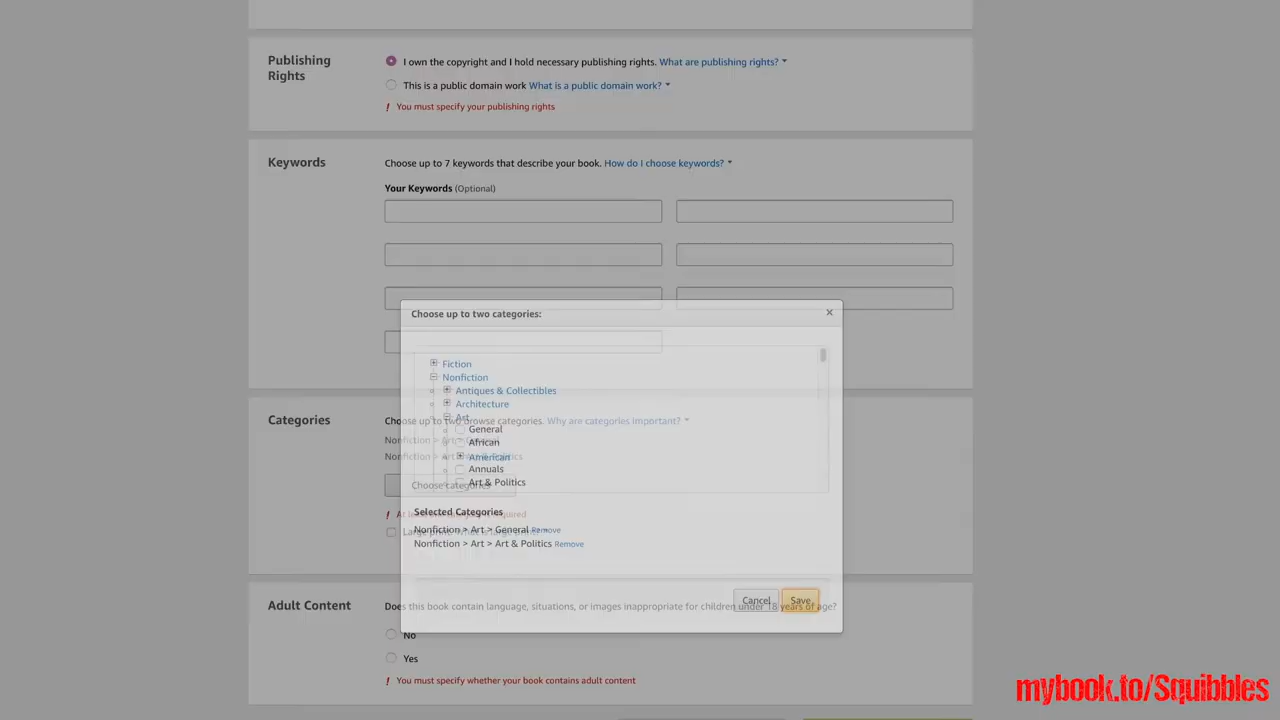 Publishing Rights
I own the copyright and I hold necessary publishing rights. What are publishing rights?
This is a public domain work What is a public domain work?
! You must specify your publishing rights
Keywords
Choose up to 7 keywords that describe your book. How do I choose keywords?
Your Keywords (Optional)
Choose up to two categories:
Fiction
Nonfiction
Antiques & Collectibles
Architecture
Art
General
African
American
Annuals
Art & Politics
Selected Categories
Nonfiction > Art > General Remove
Nonfiction > Art > Art & Politics Remove
Cancel
Save
Categories
Choose up to two browse categories. Why are categories important?
Nonfiction > Art
Nonfiction > Art
Choose categories
! At least required
Large print
Adult Content
Does this book contain language, situations, or images inappropriate for children under 18 years of age?
No
Yes
! You must specify whether your book contains adult content
mybook.to/Squibbles